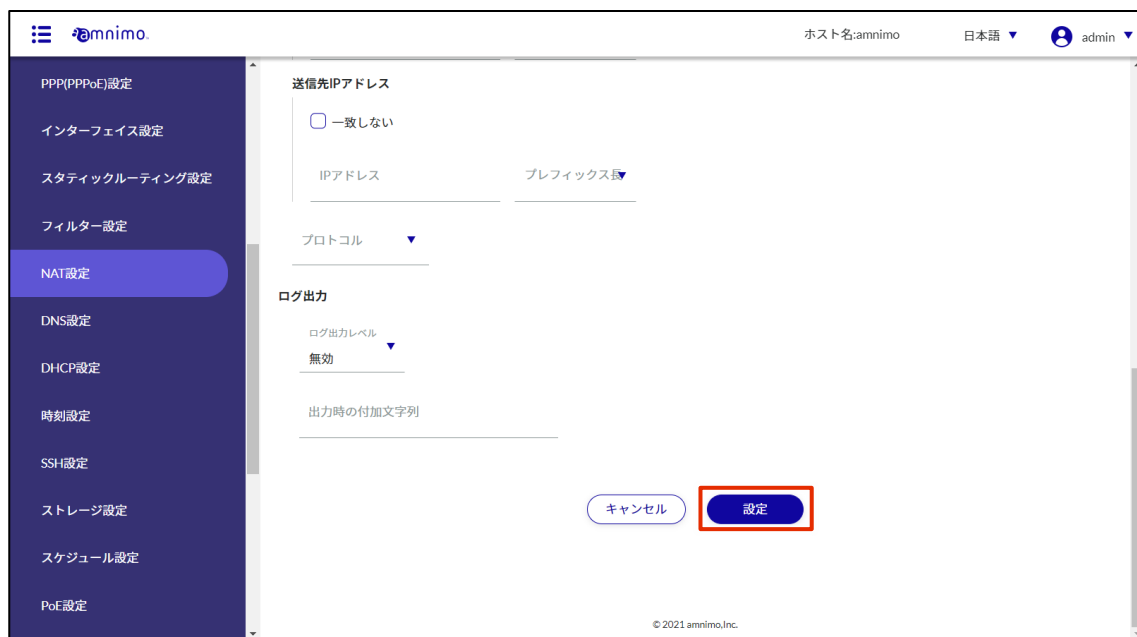 amnimo.
ホスト名:amnimo
日本語
admin
PPP(PPPoE)設定
インターフェイス設定
スタティックルーティング設定
フィルター設定
NAT設定
DNS設定
DHCP設定
時刻設定
SSH設定
ストレージ設定
スケジュール設定
PoE設定
送信先IPアドレス
一致しない
IPアドレス
プレフィックス長
プロトコル
ログ出力
ログ出力レベル
無効
出力時の付加文字列
キャンセル
設定
© 2021 amnimo,Inc.